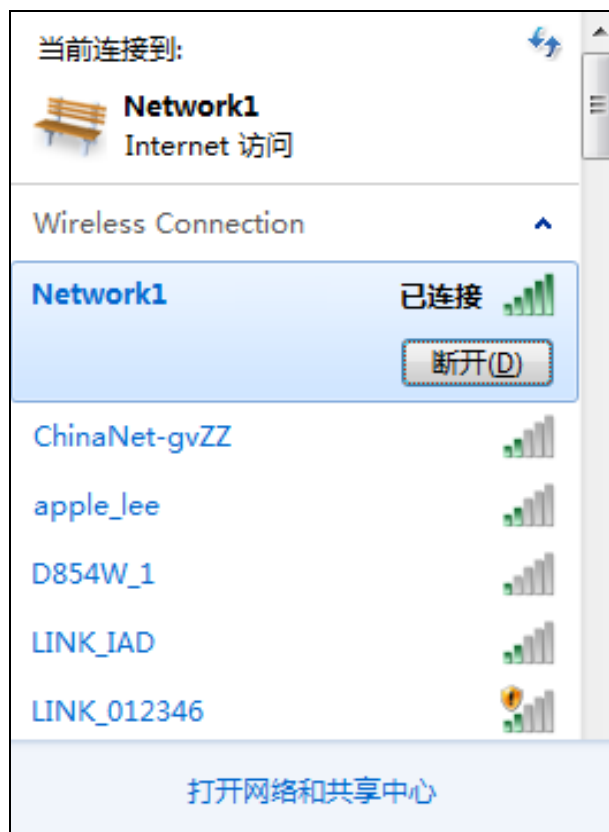 当前连接到:
Network1
Internet 访问
Wireless Connection
Network1 已连接
断开(D)
ChinaNet-gvZZ
apple_lee
D854W_1
LINK_IAD
LINK_012346
打开网络和共享中心